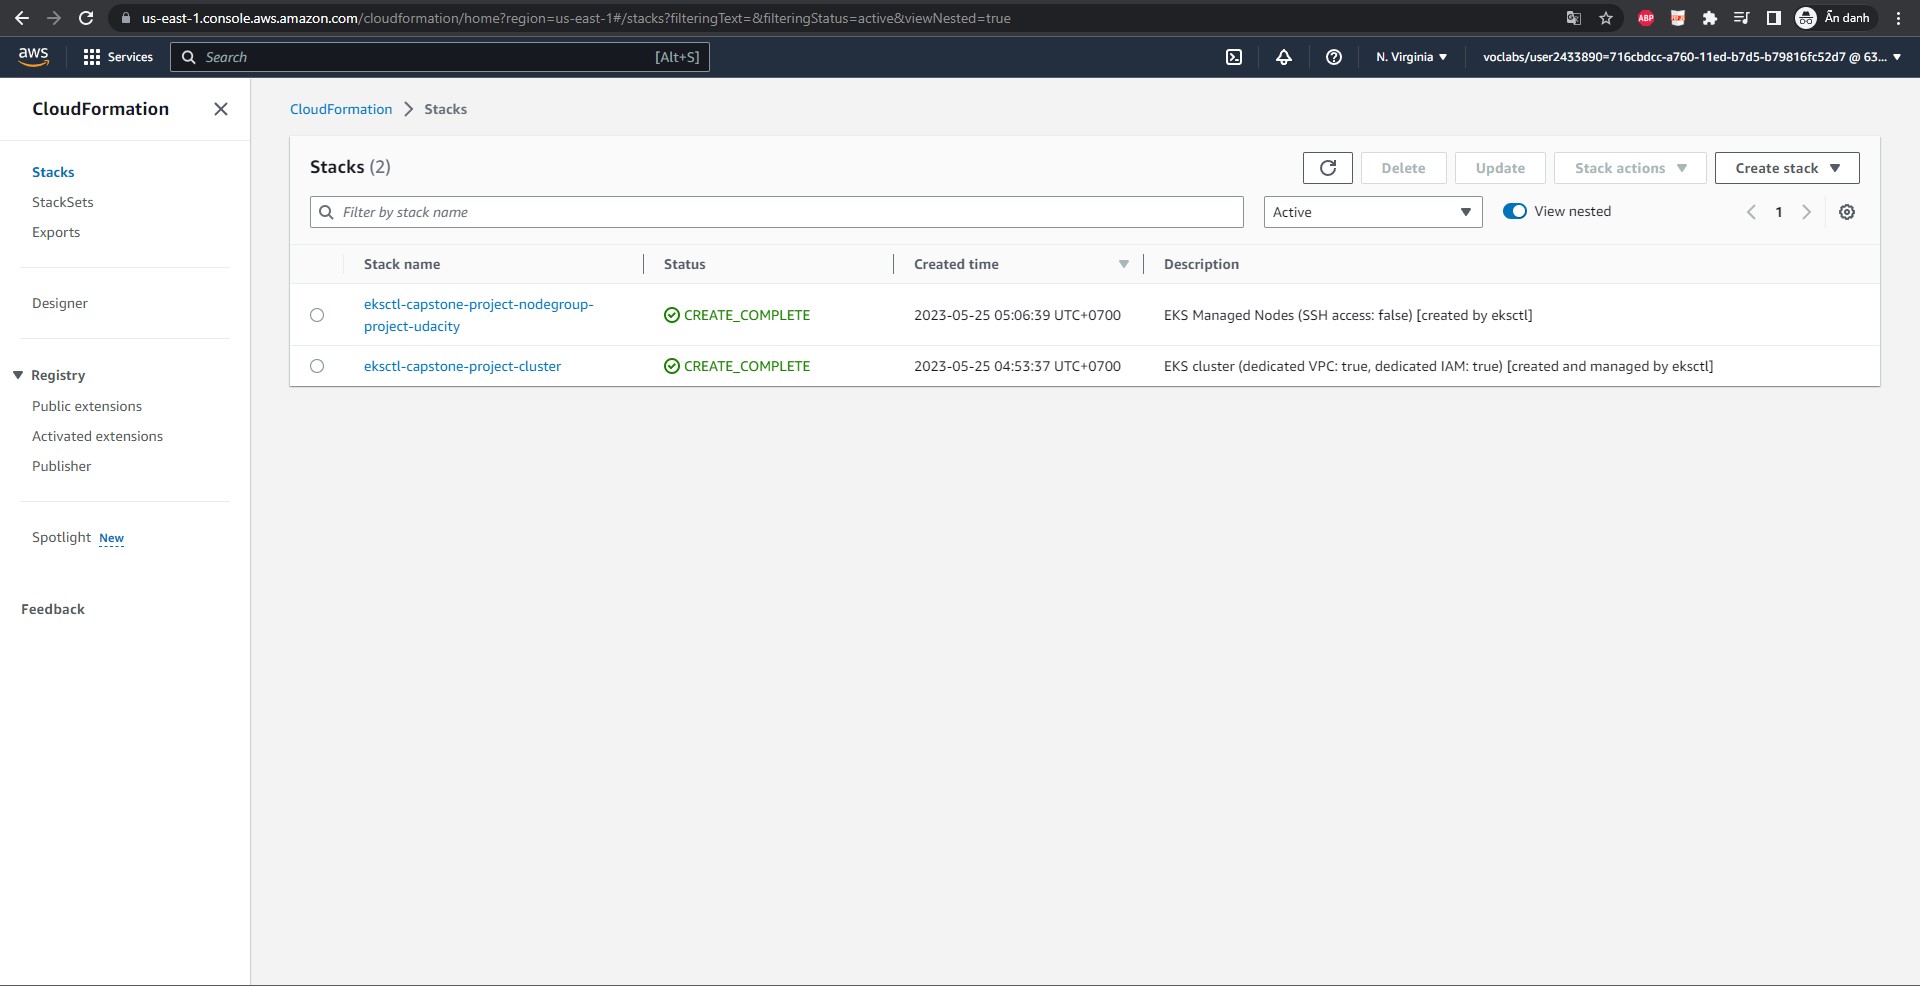 us-east-1.console.aws.amazon.com/cloudformation/home?region=us-east-1#/stacks?filteringText=&filteringStatus=active&viewNested=true
ABP
Ẩn danh
aws
Services
Search
[Alt+S]
N. Virginia
voclabs/user2433890=716cbdcc-a760-11ed-b7d5-b79816fc52d7 @ 63...
CloudFormation
Stacks
StackSets
Exports
Designer
Registry
Public extensions
Activated extensions
Publisher
Spotlight New
Feedback
CloudFormation Stacks
Stacks (2)
Delete
Update
Stack actions
Create stack
Filter by stack name
Active
View nested
1
Stack name Status Created time Description
eksctl-capstone-project-nodegroup-
project-udacity
CREATE_COMPLETE
2023-05-25 05:06:39 UTC+0700
EKS Managed Nodes (SSH access: false) [created by eksctl]
eksctl-capstone-project-cluster
CREATE_COMPLETE
2023-05-25 04:53:37 UTC+0700
EKS cluster (dedicated VPC: true, dedicated IAM: true) [created and managed by eksctl]